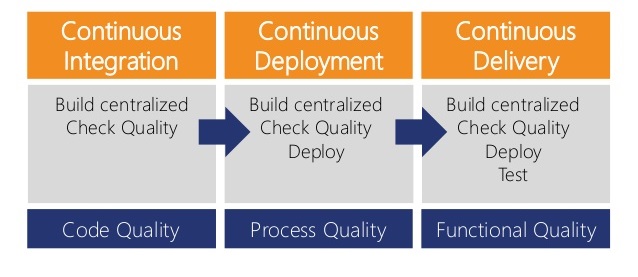 Continuous
Integration
Build centralized
Check Quality
Code Quality
Continuous
Deployment
Build centralized
Check Quality
Deploy
Process Quality
Continuous
Delivery
Build centralized
Check Quality
Deploy
Test
Functional Quality